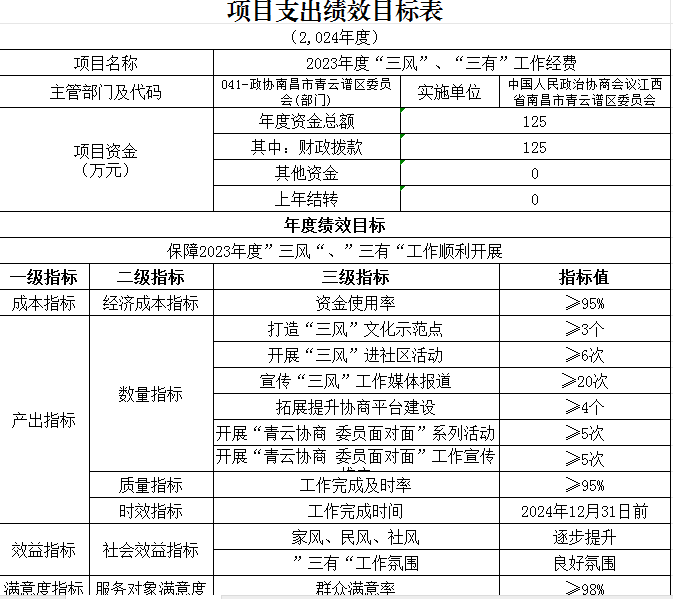 项目支出绩效目标表
（2,024年度）
项目名称 2023年度“三风”、“三有”工作经费
主管部门及代码 041-政协南昌市青云谱区委员会(部门) 实施单位 中国人民政治协商会议江西省南昌市青云谱区委员会
项目资金
（万元）
年度资金总额 125
其中：财政拨款 125
其他资金 0
上年结转 0
年度绩效目标
保障2023年度”三风“、”三有“工作顺利开展
一级指标 二级指标 三级指标 指标值
成本指标 经济成本指标 资金使用率 ≥95%
产出指标 数量指标 打造“三风”文化示范点 ≥3个
开展“三风”进社区活动 ≥6次
宣传“三风”工作媒体报道 ≥20次
拓展提升协商平台建设 ≥4个
开展“青云协商 委员面对面”系列活动 ≥5次
开展“青云协商 委员面对面”工作宣传 ≥5次
质量指标 工作完成及时率 ≥95%
时效指标 工作完成时间 2024年12月31日前
效益指标 社会效益指标 家风、民风、社风 逐步提升
”三有“工作氛围 良好氛围
满意度指标 服务对象满意度 群众满意率 ≥98%